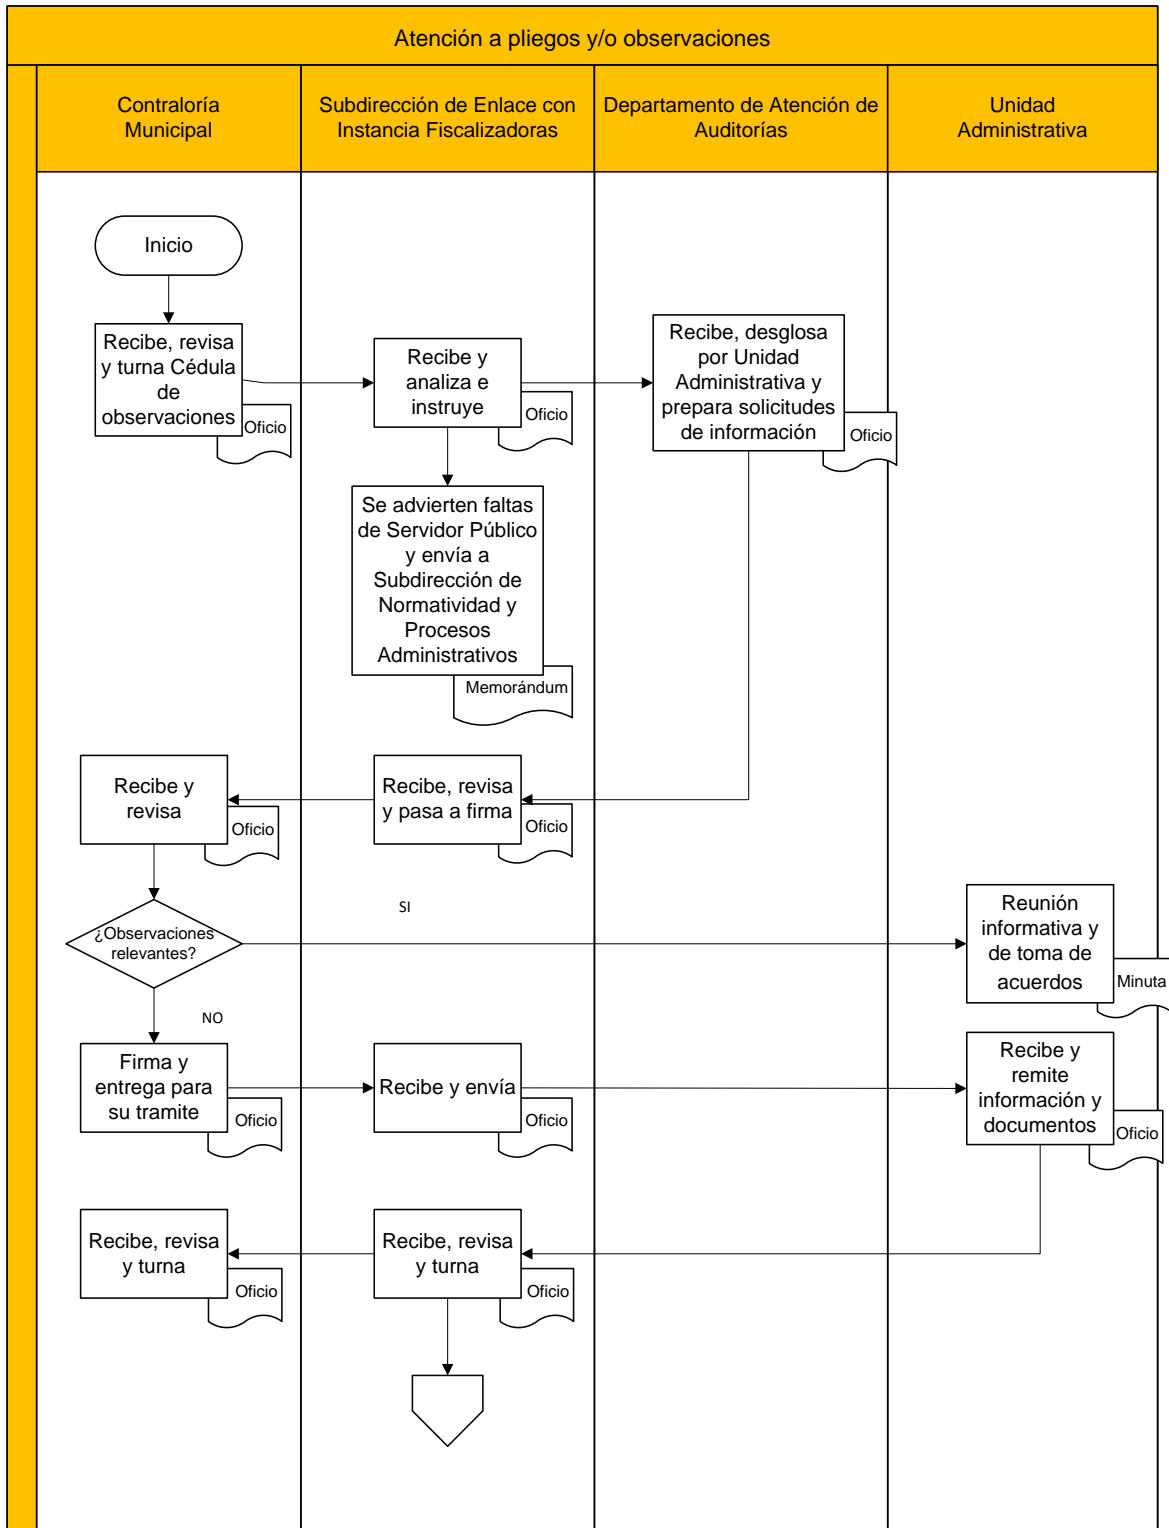 Atención a pliegos y/o observaciones
Contraloría
Municipal
Subdirección de Enlace con
Instancia Fiscalizadoras
Departamento de Atención de
Auditorías
Unidad
Administrativa
Inicio
Recibe, revisa
y turna Cédula
de
observaciones
Oficio
Recibe y
analiza e
instruye
Oficio
Recibe, desglosa
por Unidad
Administrativa y
prepara solicitudes
de información
Oficio
Se advierten faltas
de Servidor Público
y envía a
Subdirección de
Normatividad y
Procesos
Administrativos
Memorándum
Recibe y
revisa
Oficio
Recibe, revisa
y pasa a firma
Oficio
¿Observaciones
relevantes?
SI
Reunión
informativa y
de toma de
acuerdos
Minuta
NO
Firma y
entrega para
su tramite
Oficio
Recibe y envía
Oficio
Recibe y
remite
información y
documentos
Oficio
Recibe, revisa
y turna
Oficio
Recibe, revisa
y turna
Oficio